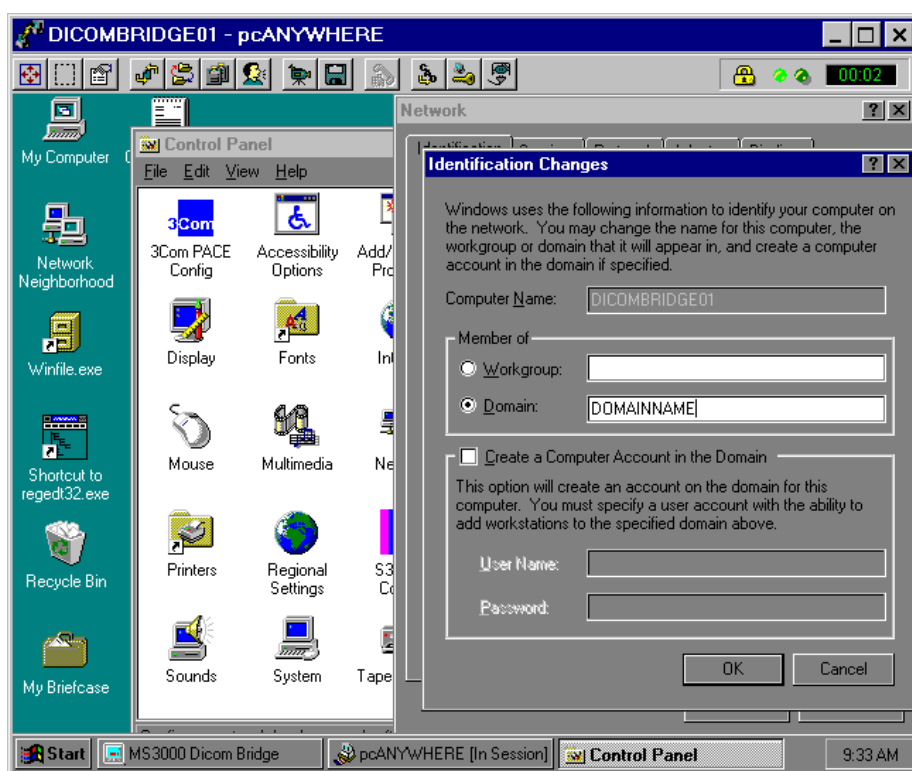 DICOMBRIDGE01 - pcANYWHERE
00:02
My Computer
Network
Neighborhood
Winfile.exe
Shortcut to
regedt32.exe
Recycle Bin
My Briefcase
Control Panel
File Edit View Help
3Com
3Com PACE
Config
Accessibility
Options
Add/
Display
Fonts
Mouse
Multimedia
Printers
Regional
Settings
S3
Sounds
System
Tape
Network
Identification
Identification Changes
Windows uses the following information to identify your computer on
the network. You may change the name for this computer, the
workgroup or domain that it will appear in, and create a computer
account in the domain if specified.
Computer Name: DICOMBRIDGE01
Member of
Workgroup:
Domain: DOMAINNAME
Create a Computer Account in the Domain
This option will create an account on the domain for this
computer. You must specify a user account with the ability to
add workstations to the specified domain above.
User Name:
Password:
OK Cancel
Start MS3000 Dicom Bridge pcANYWHERE [In Session] Control Panel 9:33 AM